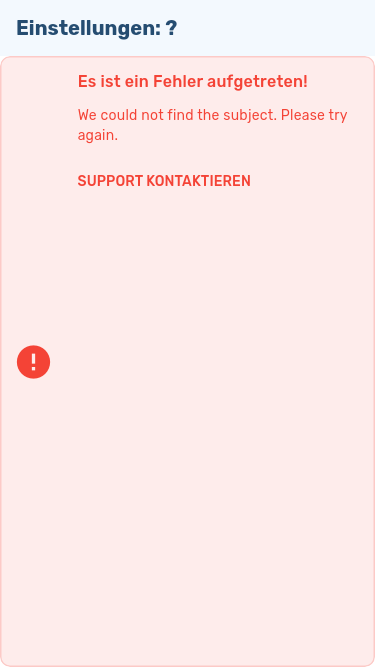 Einstellungen: ?
Es ist ein Fehler aufgetreten!
We could not find the subject. Please try
again.
SUPPORT KONTAKTIEREN